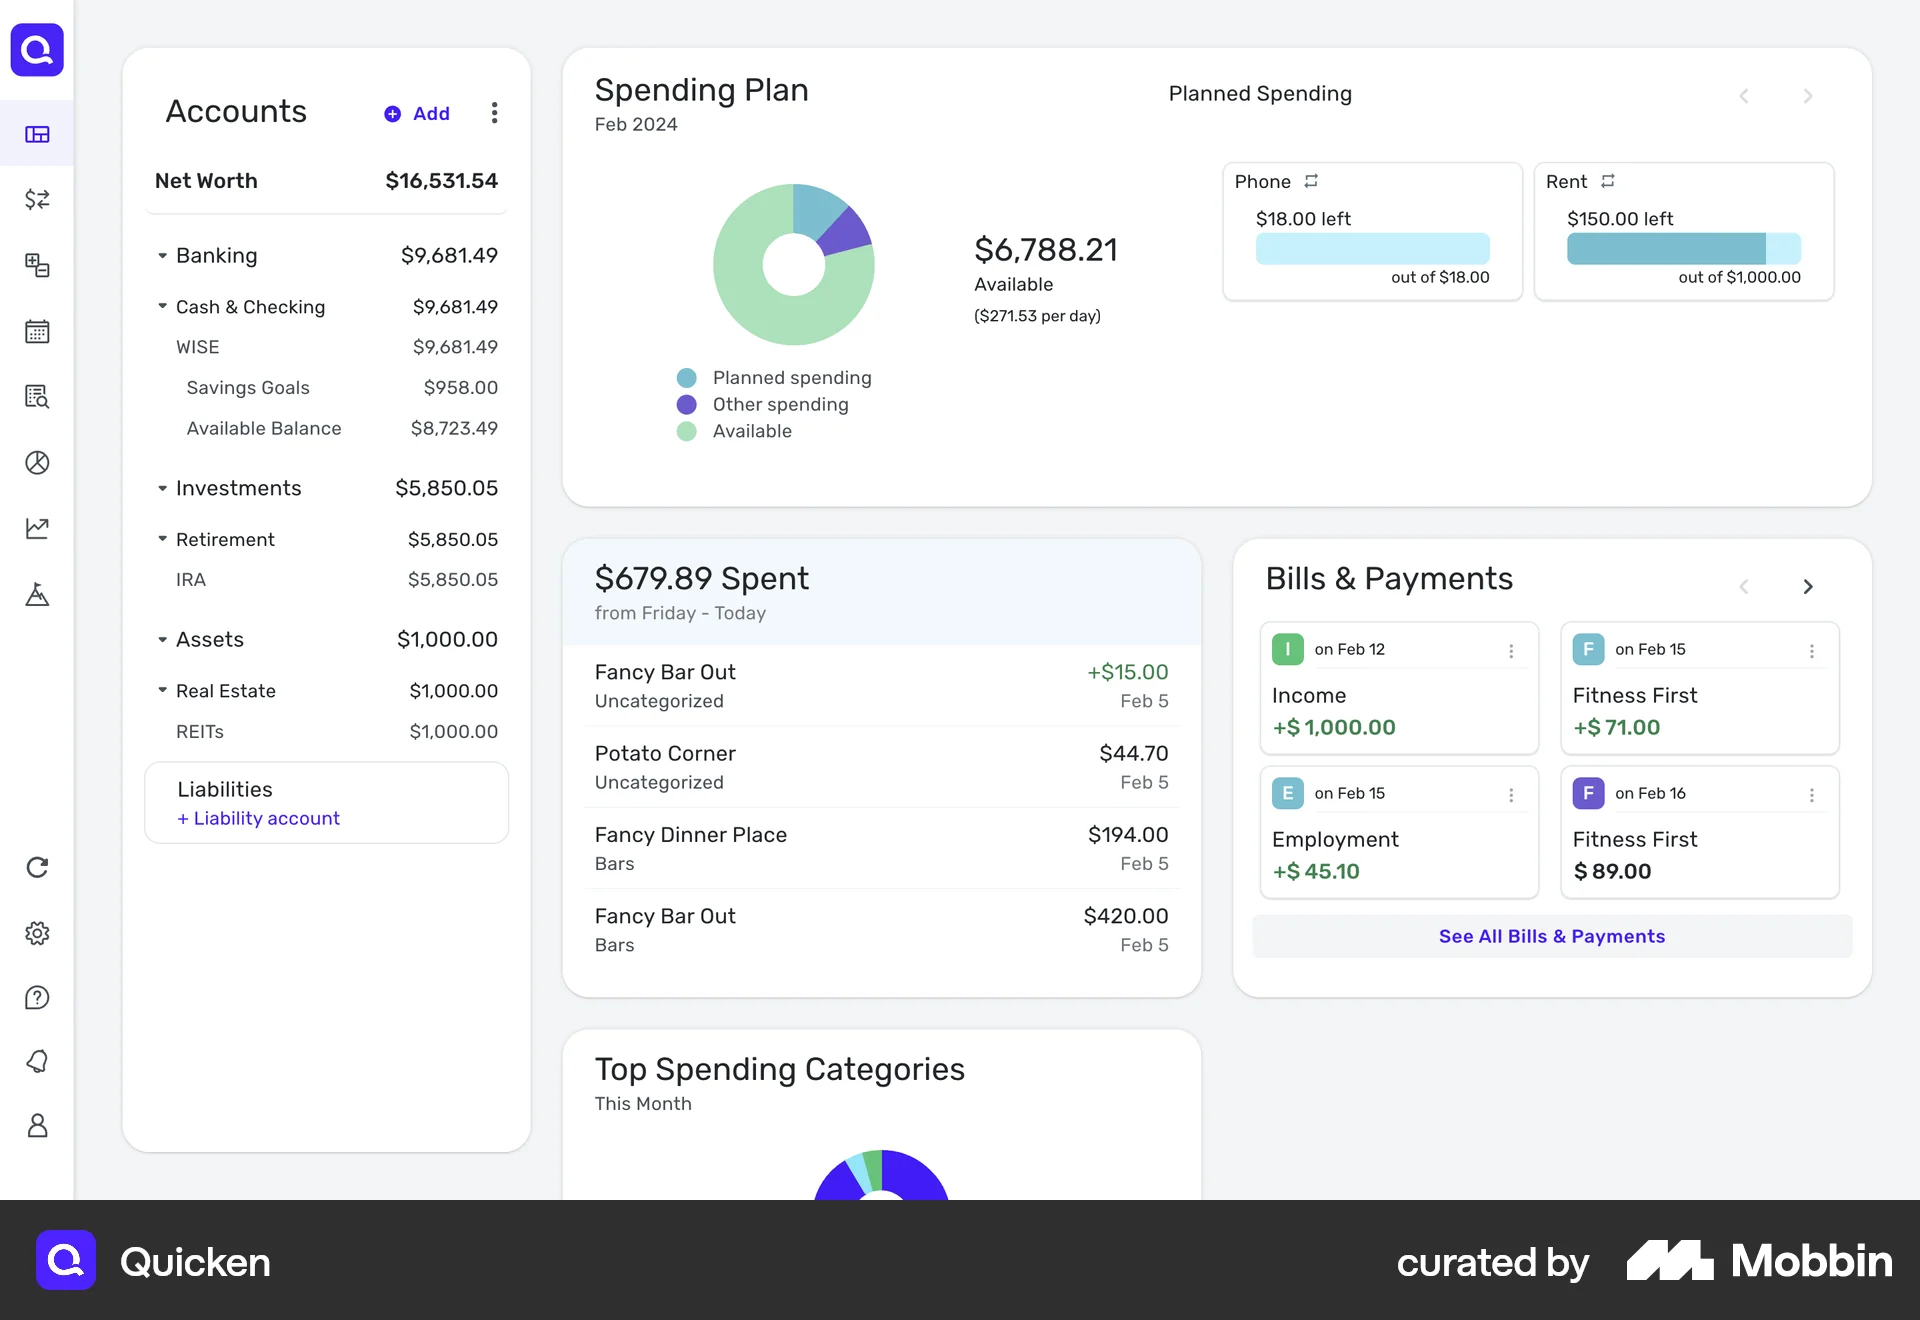 Accounts
Add
Net Worth $16,531.54
Banking $9,681.49
Cash & Checking $9,681.49
WISE $9,681.49
Savings Goals $958.00
Available Balance $8,723.49
Investments $5,850.05
Retirement $5,850.05
IRA $5,850.05
Assets $1,000.00
Real Estate $1,000.00
REITs $1,000.00
Liabilities
+ Liability account
Spending Plan
Feb 2024
$6,788.21
Available
($271.53 per day)
Planned spending
Other spending
Available
Planned Spending
Phone
$18.00 left
out of $18.00
Rent
$150.00 left
out of $1,000.00
$679.89 Spent
from Friday - Today
Fancy Bar Out +$15.00
Uncategorized Feb 5
Potato Corner $44.70
Uncategorized Feb 5
Fancy Dinner Place $194.00
Bars Feb 5
Fancy Bar Out $420.00
Bars Feb 5
Bills & Payments
I on Feb 12
Income
+$ 1,000.00
F on Feb 15
Fitness First
+$ 71.00
E on Feb 15
Employment
+$ 45.10
F on Feb 16
Fitness First
$ 89.00
See All Bills & Payments
Top Spending Categories
This Month
Quicken
curated by Mobbin